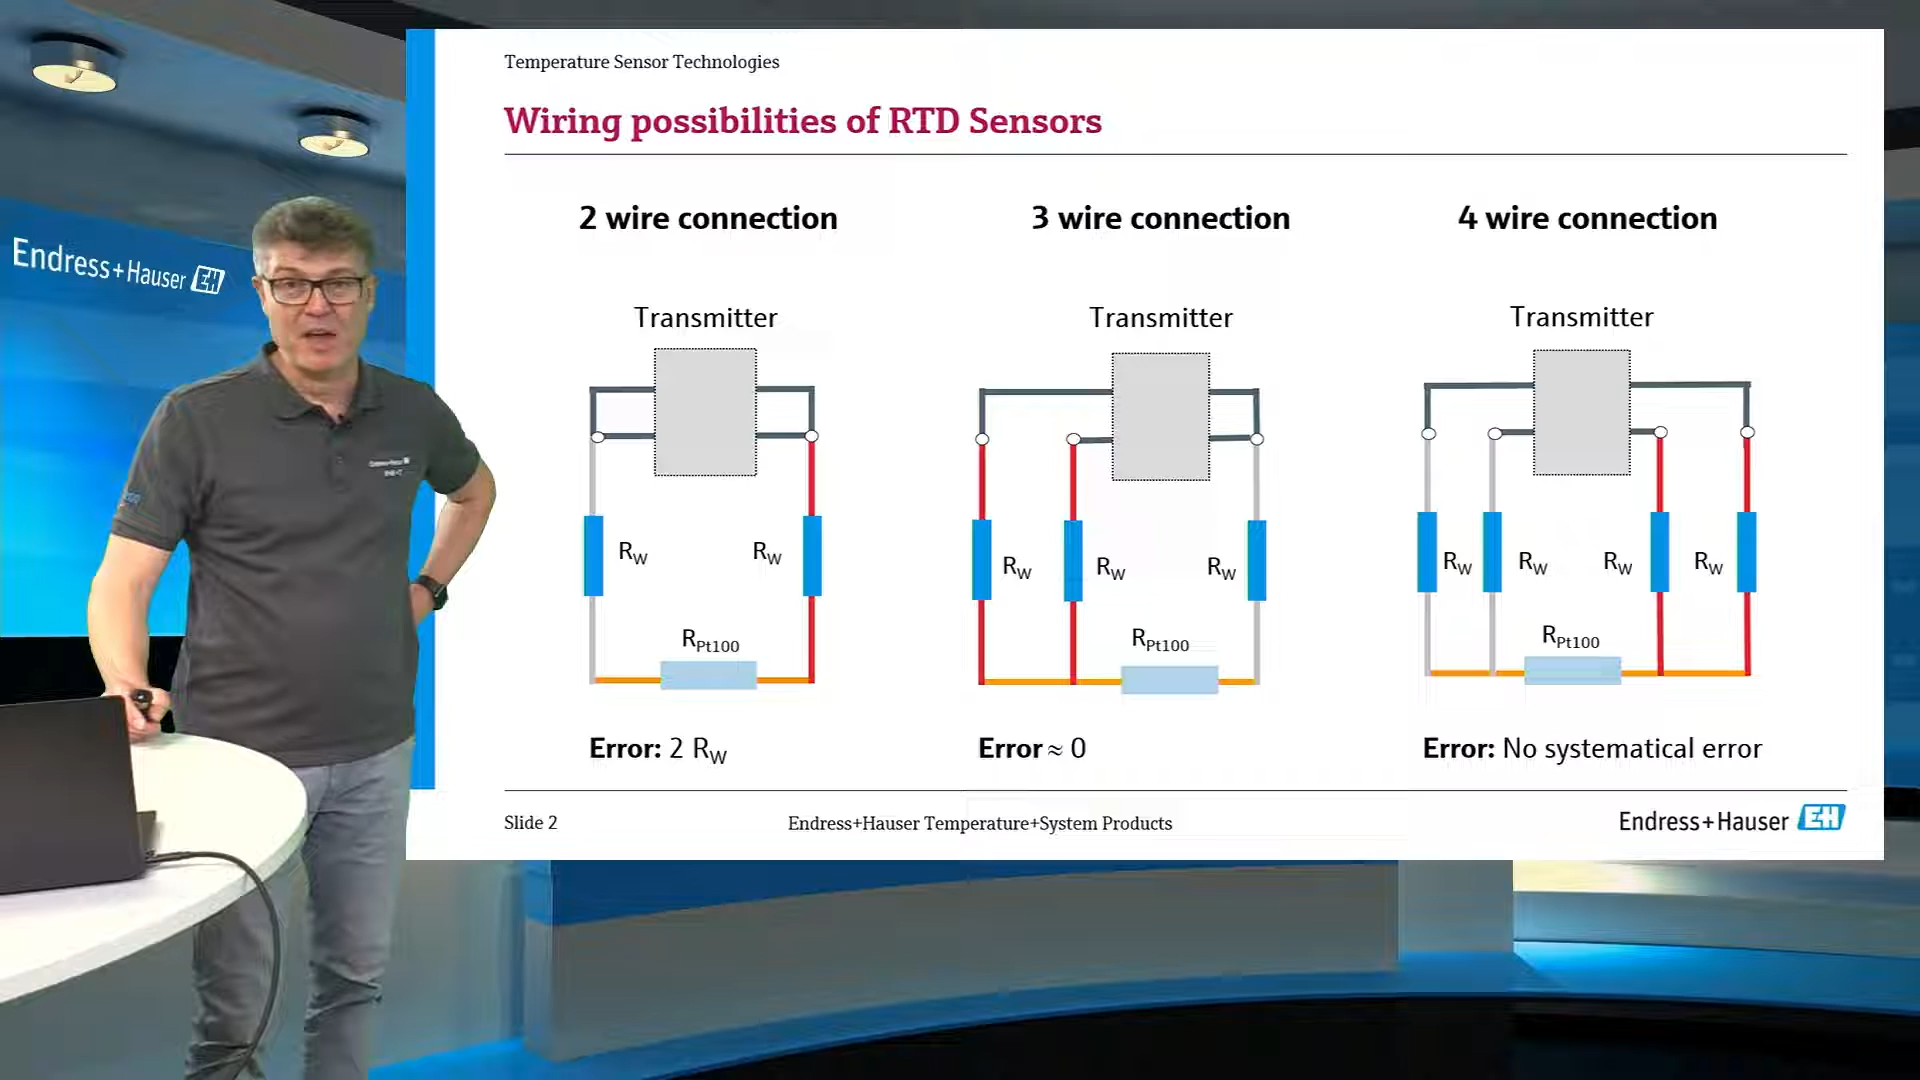 Endress+Hauser EH
Temperature Sensor Technologies
Wiring possibilities of RTD Sensors
2 wire connection
3 wire connection
4 wire connection
Transmitter
Transmitter
Transmitter
RW
RW
RW
RW
RW
RW
RW
RW
RW
RPt100
RPt100
RPt100
Error: 2 RW
Error ≈ 0
Error: No systematical error
Slide 2
Endress+Hauser Temperature+System Products
Endress+Hauser EH